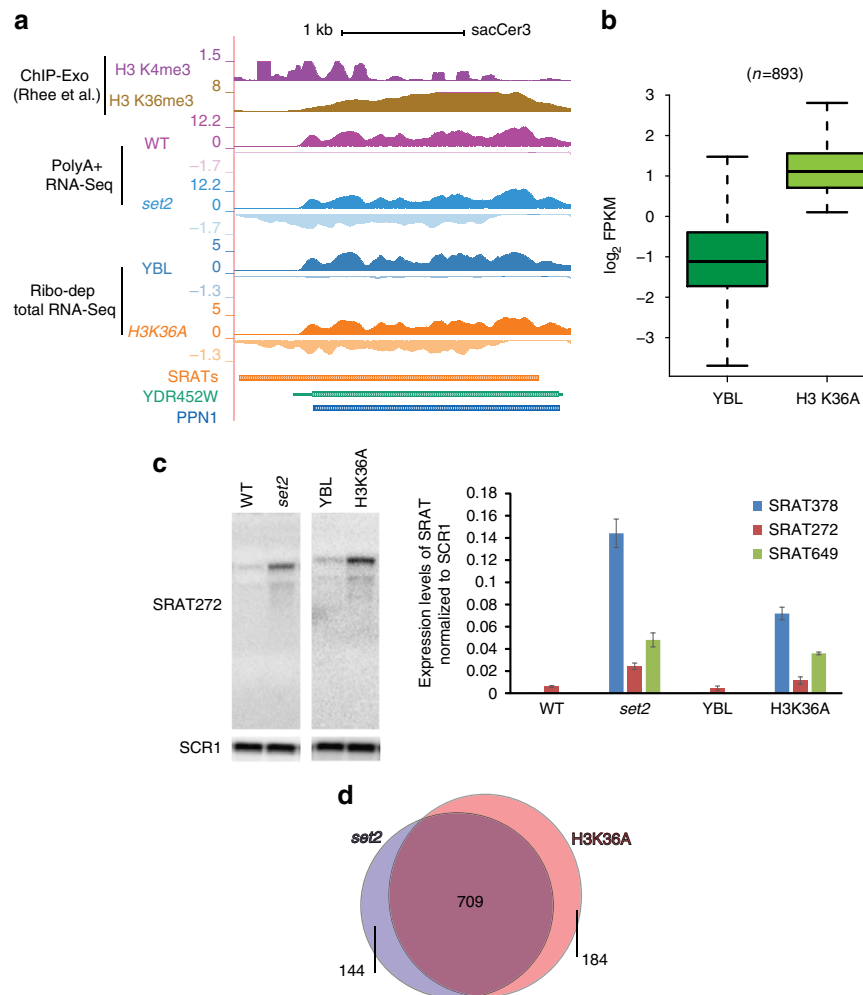 a
1 kb sacCer3
ChIP-Exo
(Rhee et al.)
H3 K4me3
1.5
H3 K36me3
8
PolyA+
RNA-Seq
WT
12.2
0
−1.7
set2
12.2
0
−1.7
Ribo-dep
total RNA-Seq
YBL
5
0
−1.3
H3K36A
5
0
−1.3
SRATs
YDR452W
PPN1
b
(n=893)
log2 FPKM
3
2
1
0
−1
−2
−3
YBL H3 K36A
c
WT set2 YBL H3K36A
SRAT272
SCR1
Expression levels of SRAT
normalized to SCR1
0.18
0.16
0.14
0.12
0.1
0.08
0.06
0.04
0.02
0
SRAT378
SRAT272
SRAT649
WT set2 YBL H3K36A
d
set2 H3K36A
709
144 184